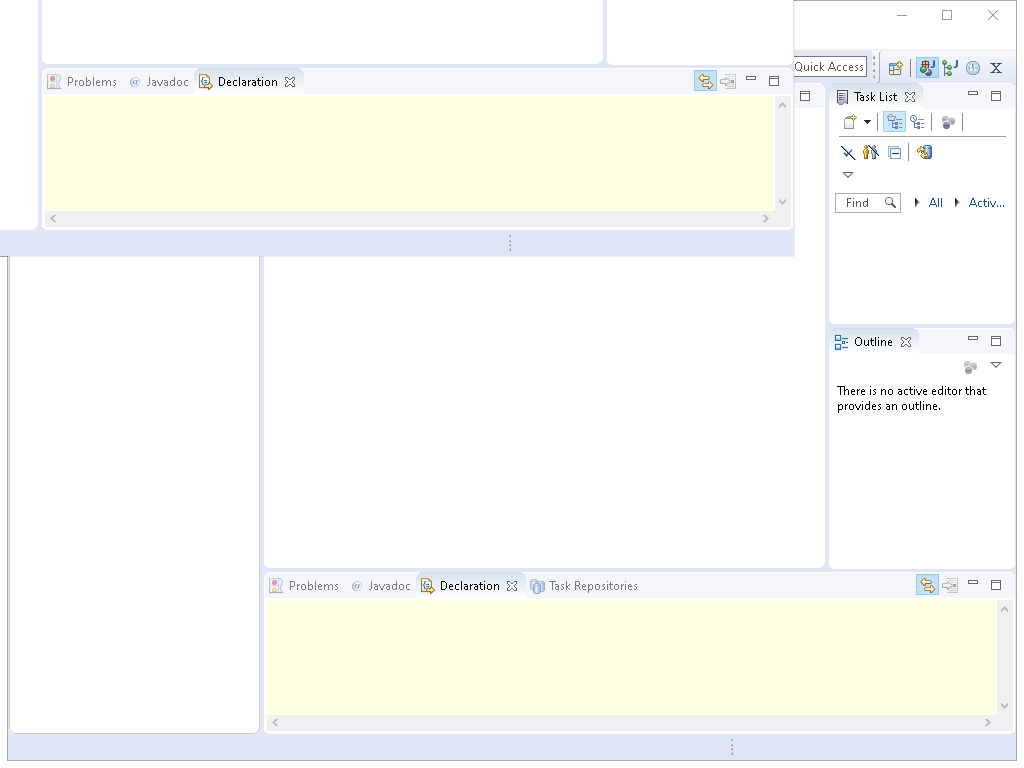 Problems @ Javadoc Declaration
Quick Access
Task List
Find All Activ...
Outline
There is no active editor that
provides an outline.
Problems @ Javadoc Declaration Task Repositories